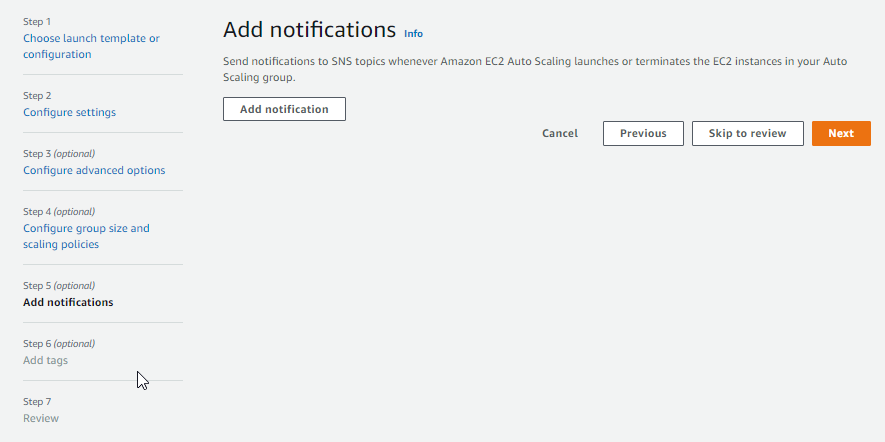 Step 1
Choose launch template or
configuration
Step 2
Configure settings
Step 3 (optional)
Configure advanced options
Step 4 (optional)
Configure group size and
scaling policies
Step 5 (optional)
Add notifications
Step 6 (optional)
Add tags
Step 7
Review
Add notifications Info
Send notifications to SNS topics whenever Amazon EC2 Auto Scaling launches or terminates the EC2 instances in your Auto
Scaling group.
Add notification
Cancel Previous Skip to review Next